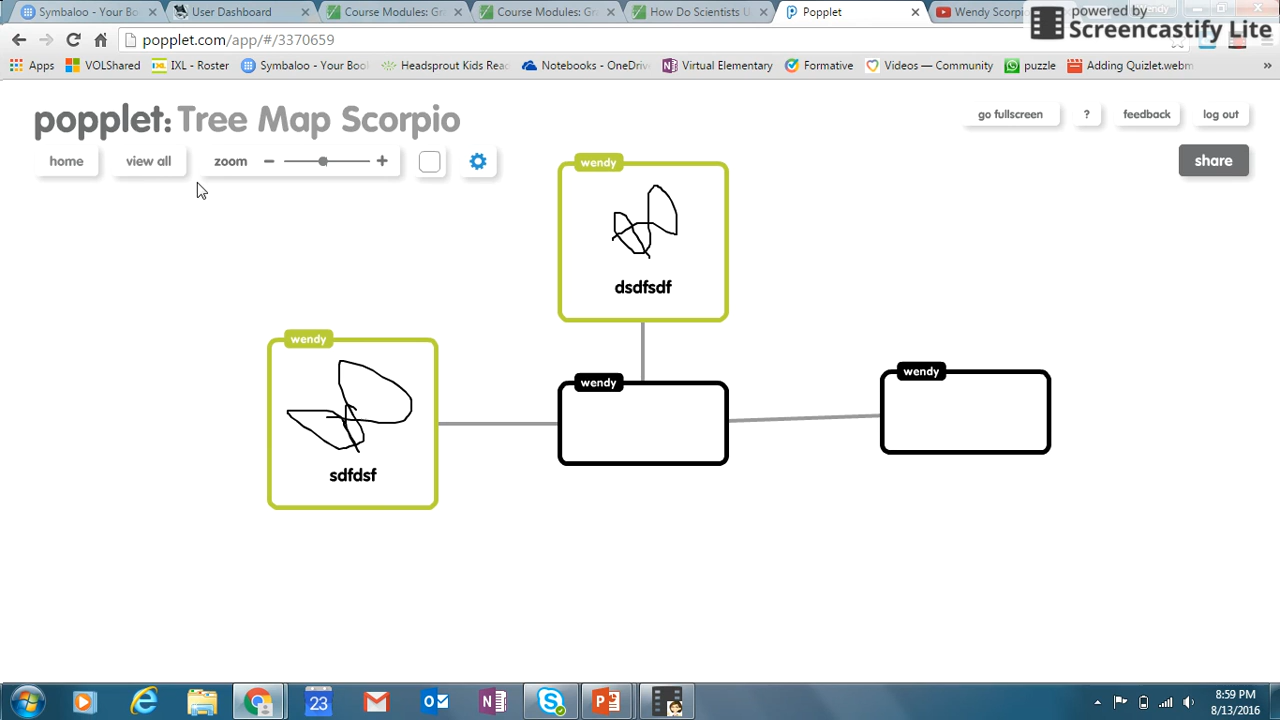 Symbaloo - Your Bo
User Dashboard
Course Modules: Gr
Course Modules: Gr
How Do Scientists U
Popplet
Wendy Scorpi
powered by
Screencastify Lite
popplet.com/app/#/3370659
Apps
VOLShared
IXL - Roster
Symbaloo - Your Boo
Headsprout Kids Rea
Notebooks - OneDriv
Virtual Elementary
Formative
Videos — Community
puzzle
Adding Quizlet.webm
»
popplet: Tree Map Scorpio
go fullscreen
?
feedback
log out
home
view all
zoom
share
wendy
dsdfsdf
wendy
sdfdsf
wendy
wendy
23
8:59 PM
8/13/2016